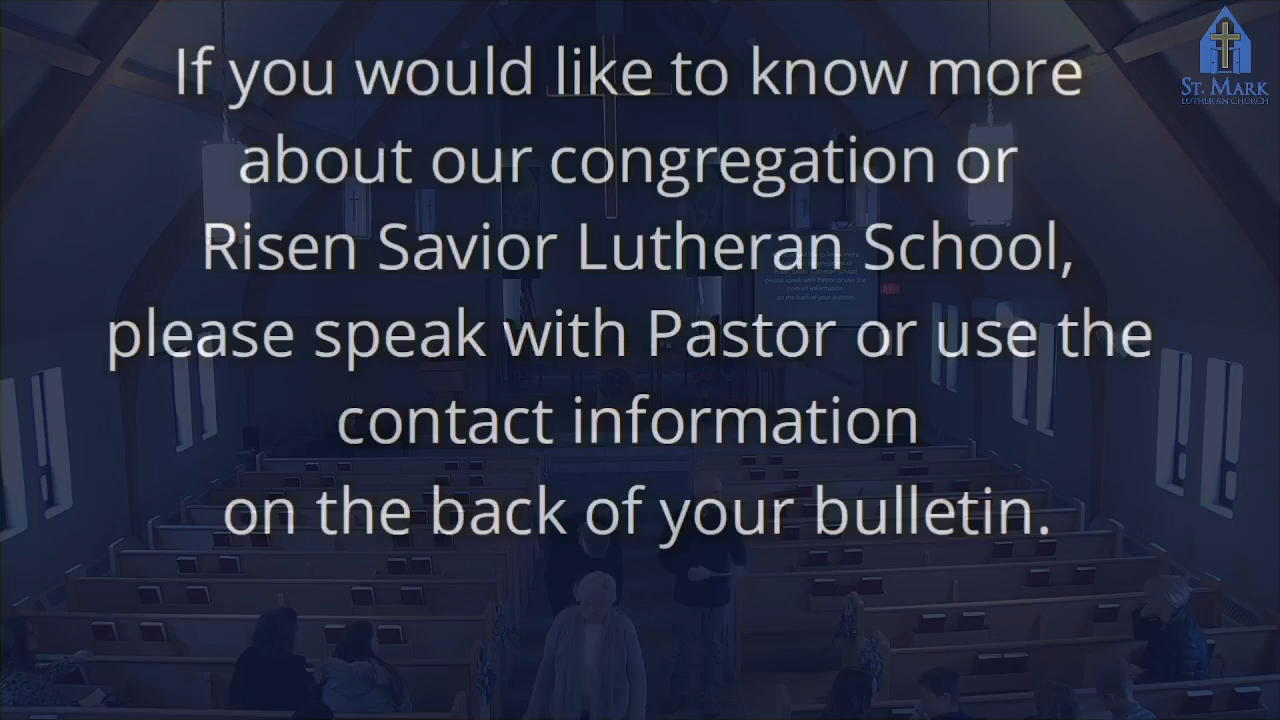 If you would like to know more
about our congregation or
Risen Savior Lutheran School,
please speak with Pastor or use the
contact information
on the back of your bulletin.
ST. MARK
LUTHERAN CHURCH